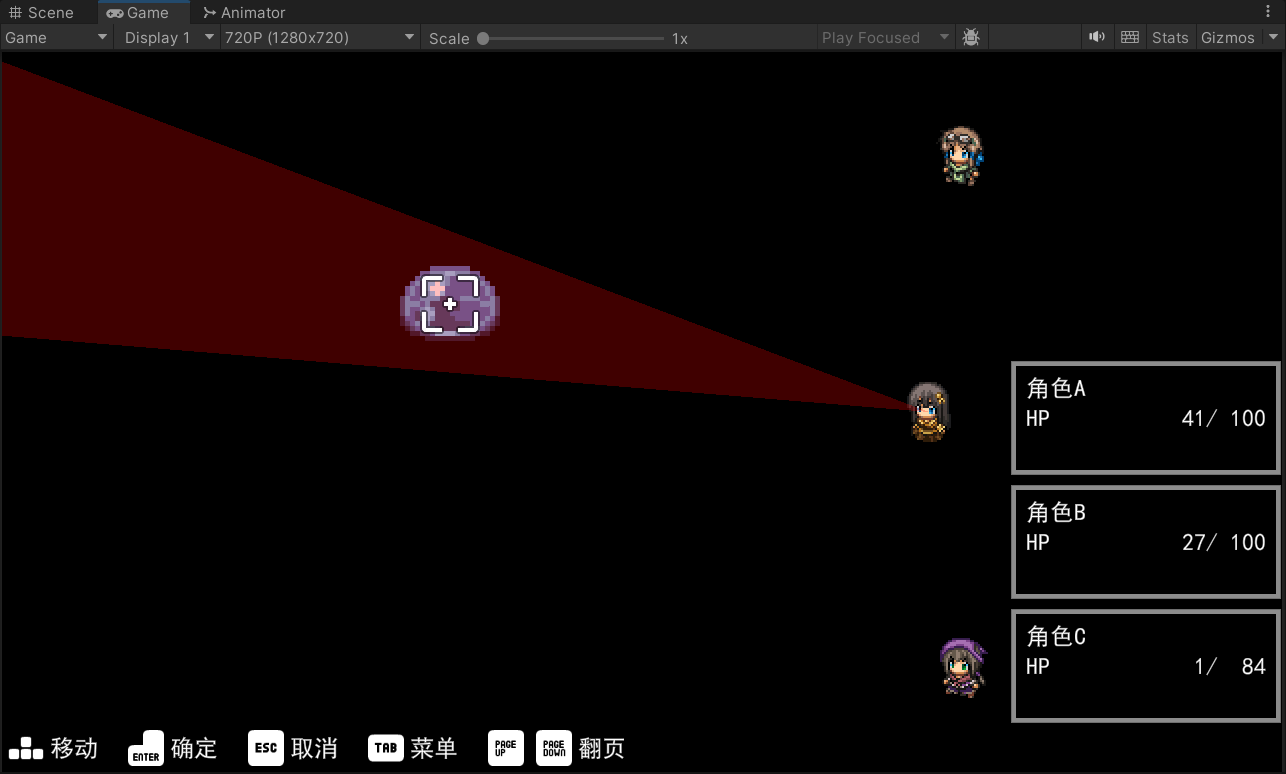 Scene Game Animator
Game Display 1 720P (1280x720) Scale 1x Play Focused Stats Gizmos
角色A
HP 41/ 100
角色B
HP 27/ 100
角色C
HP 1/ 84
移动 ENTER 确定 ESC 取消 TAB 菜单 PAGE UP PAGE DOWN 翻页